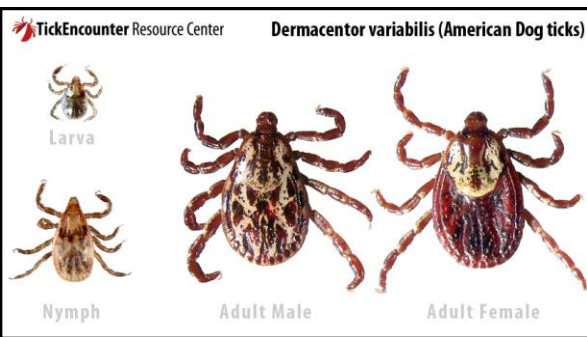 TickEncounter Resource Center
Dermacentor variabilis (American Dog ticks)
Larva
Nymph
Adult Male
Adult Female